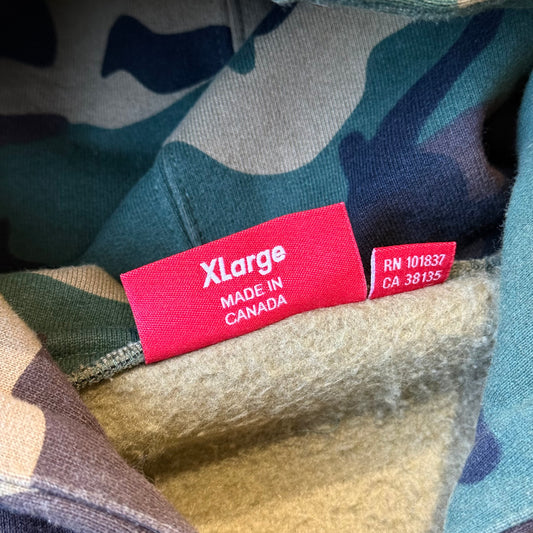 XLarge
MADE IN
CANADA
RN 101837
CA 38135